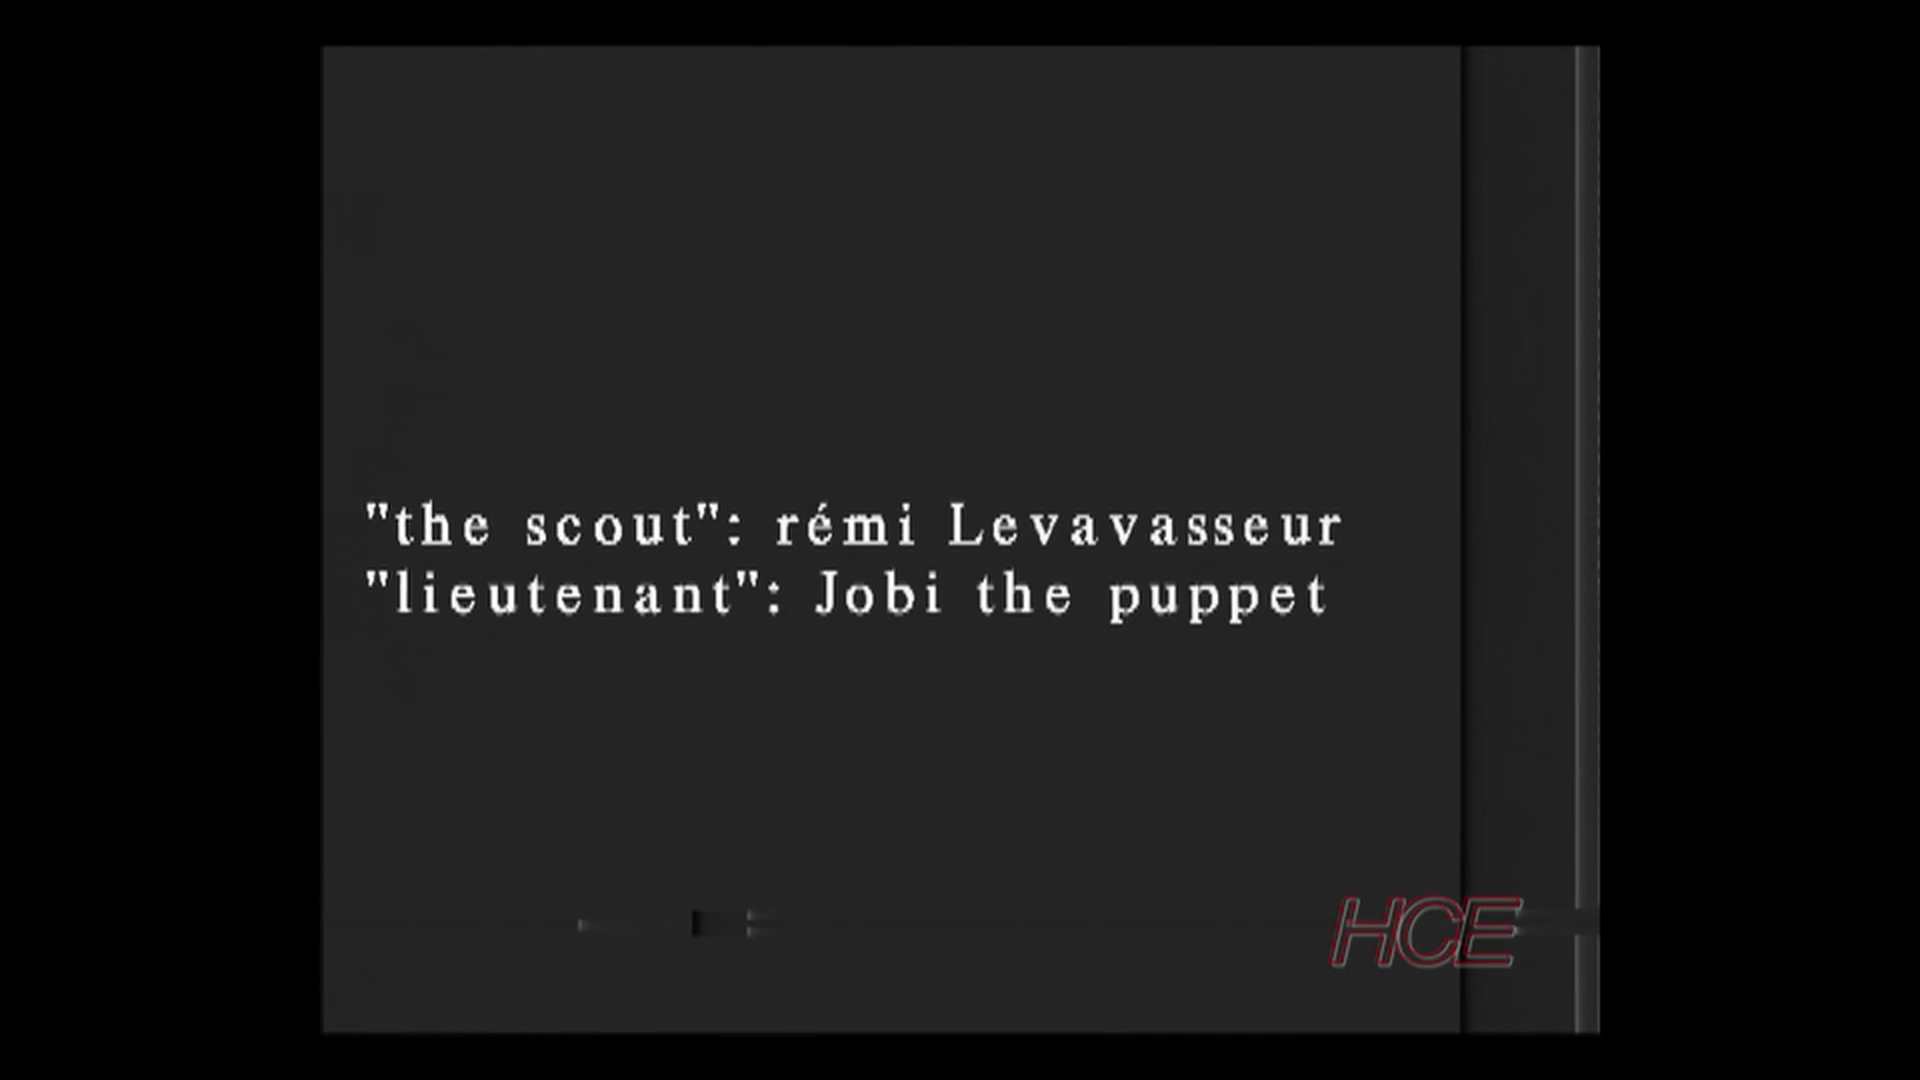 "the scout": rémi Levavasseur
"lieutenant": Jobi the puppet
HCE